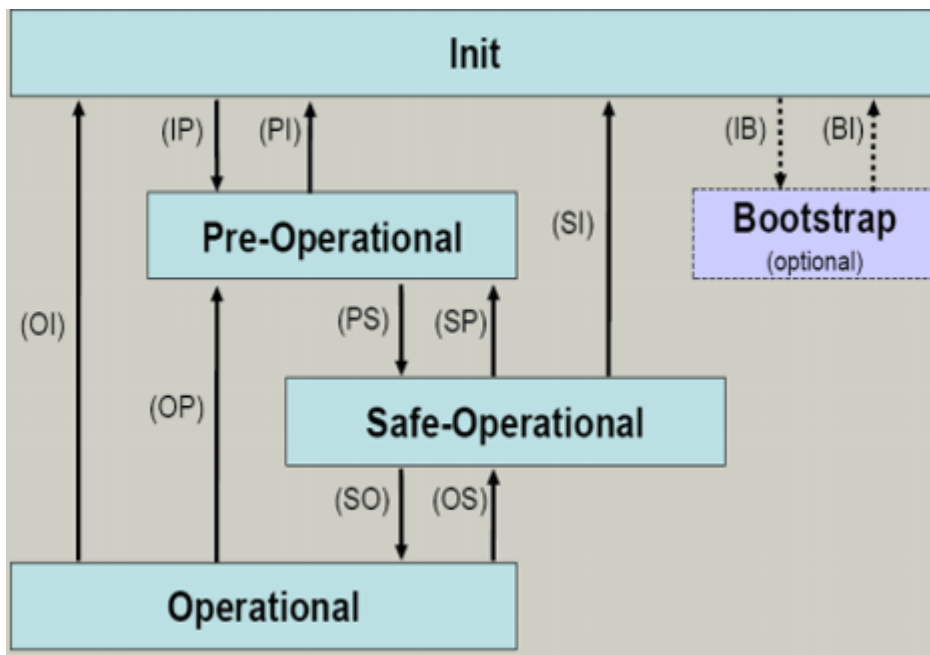 Init
(IP)
(PI)
(IB)
(BI)
Pre-Operational
(SI)
Bootstrap
(optional)
(OI)
(PS)
(SP)
(OP)
Safe-Operational
(SO)
(OS)
Operational